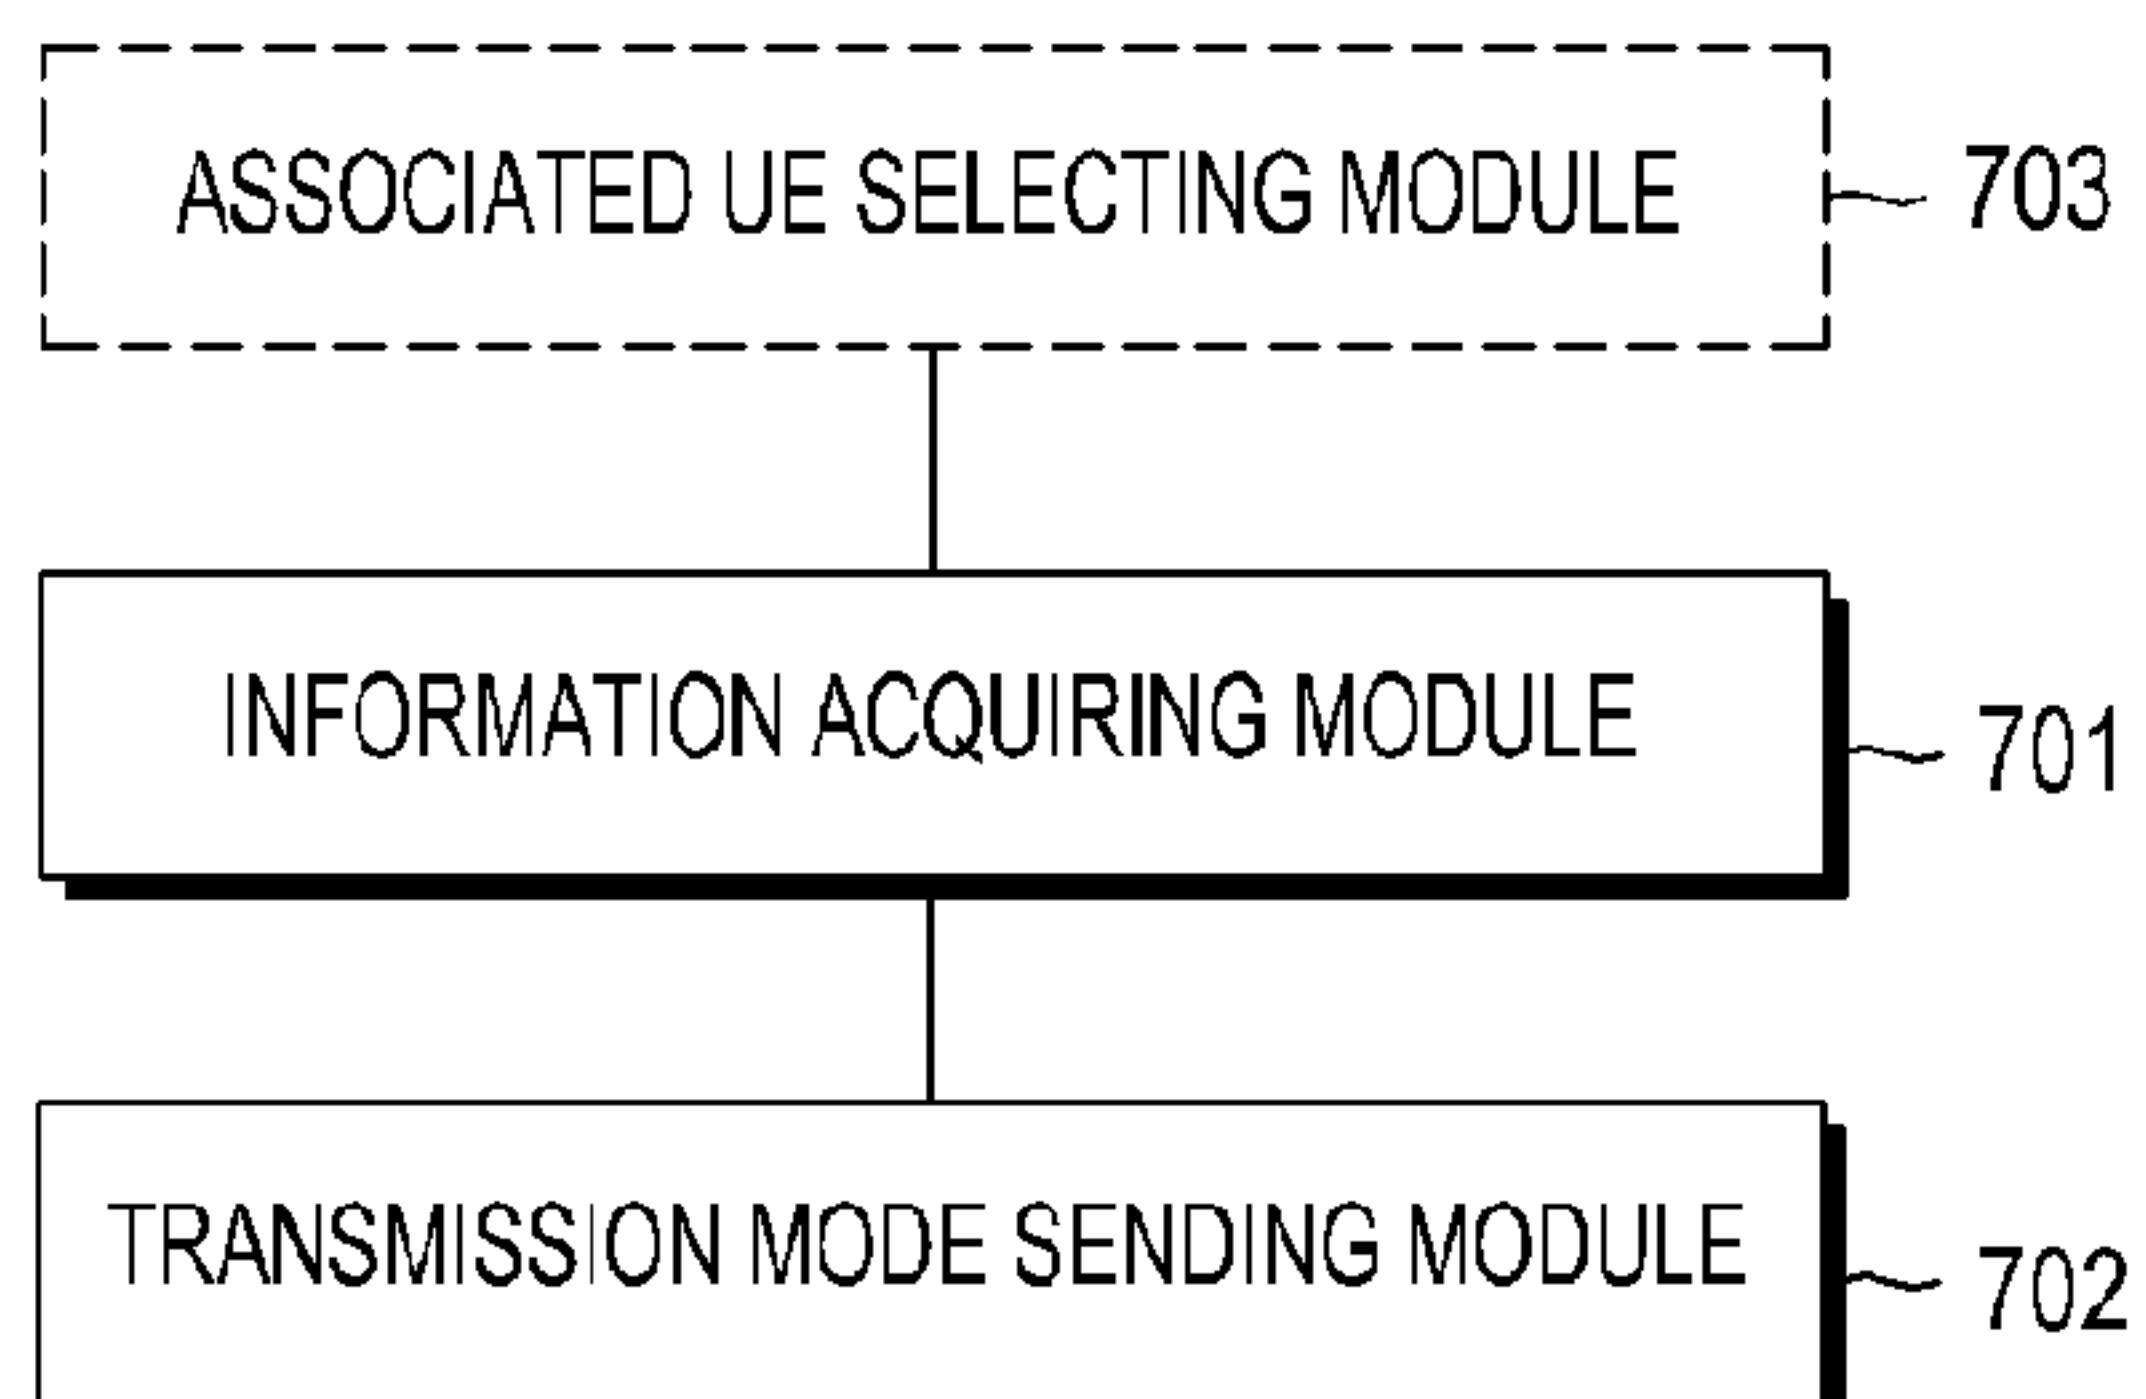 ASSOCIATED UE SELECTING MODULE 703
INFORMATION ACQUIRING MODULE 701
TRANSMISSION MODE SENDING MODULE 702